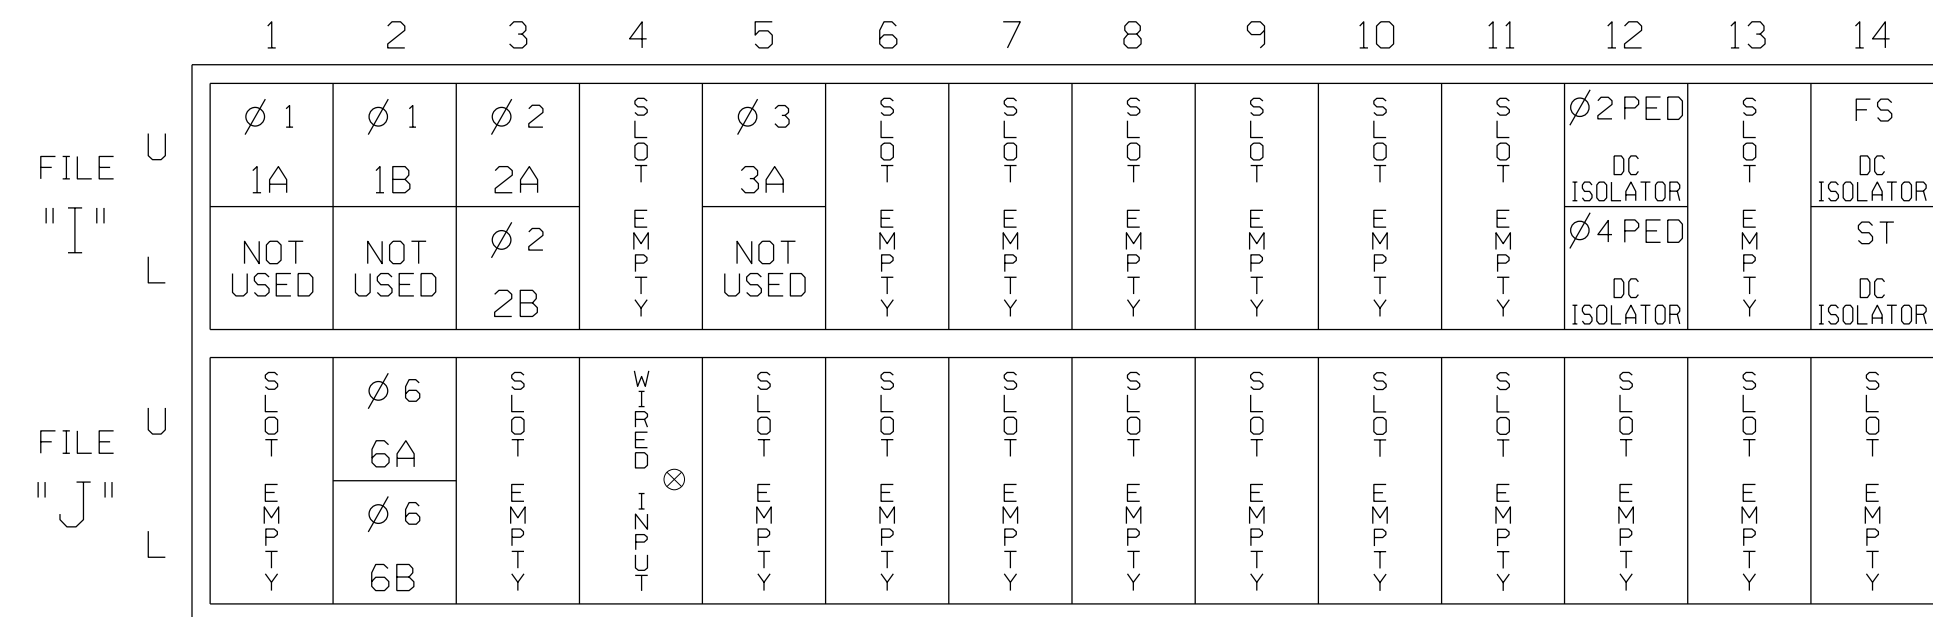 1 2 3 4 5 6 7 8 9 10 11 12 13 14
FILE
"I"
U
L
Ø 1
1A
NOT
USED
Ø 1
1B
NOT
USED
Ø 2
2A
Ø 2
2B
SLOT EMPTY
Ø 3
3A
NOT
USED
SLOT EMPTY
SLOT EMPTY
SLOT EMPTY
SLOT EMPTY
SLOT EMPTY
SLOT EMPTY
Ø2 PED
DC
ISOLATOR
Ø4 PED
DC
ISOLATOR
SLOT EMPTY
FS
DC
ISOLATOR
ST
DC
ISOLATOR
FILE
"J"
U
L
SLOT EMPTY
Ø 6
6A
Ø 6
6B
SLOT EMPTY
WIRED INPUT
SLOT EMPTY
SLOT EMPTY
SLOT EMPTY
SLOT EMPTY
SLOT EMPTY
SLOT EMPTY
SLOT EMPTY
SLOT EMPTY
SLOT EMPTY
SLOT EMPTY